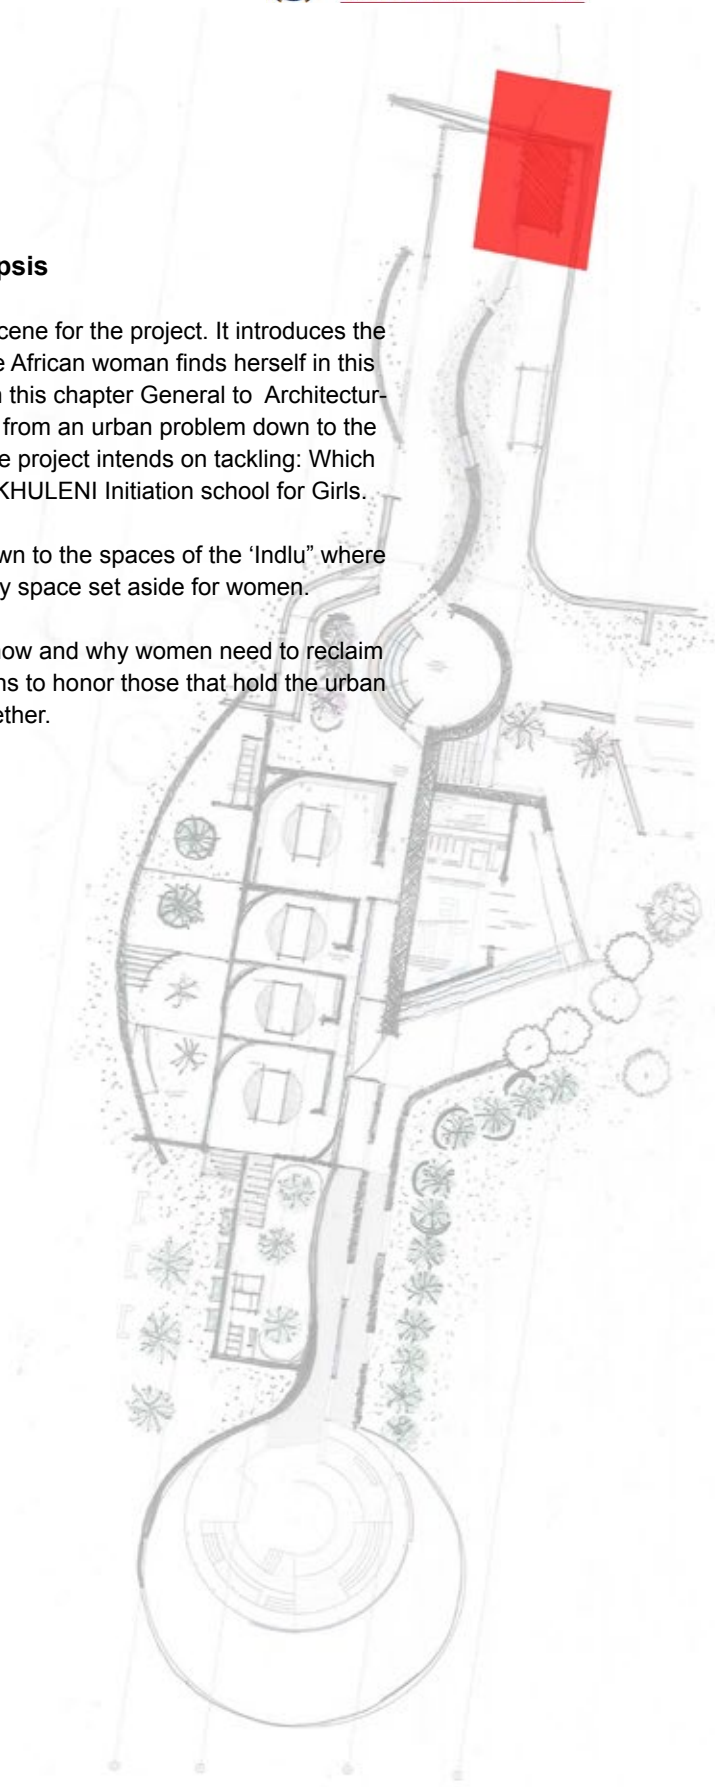 psis
cene for the project. It introduces the
e African woman finds herself in this
n this chapter General to Architectur-
from an urban problem down to the
e project intends on tackling: Which
KHULENI Initiation school for Girls.
wn to the spaces of the ‘Indlu” where
y space set aside for women.
how and why women need to reclaim
ns to honor those that hold the urban
ether.